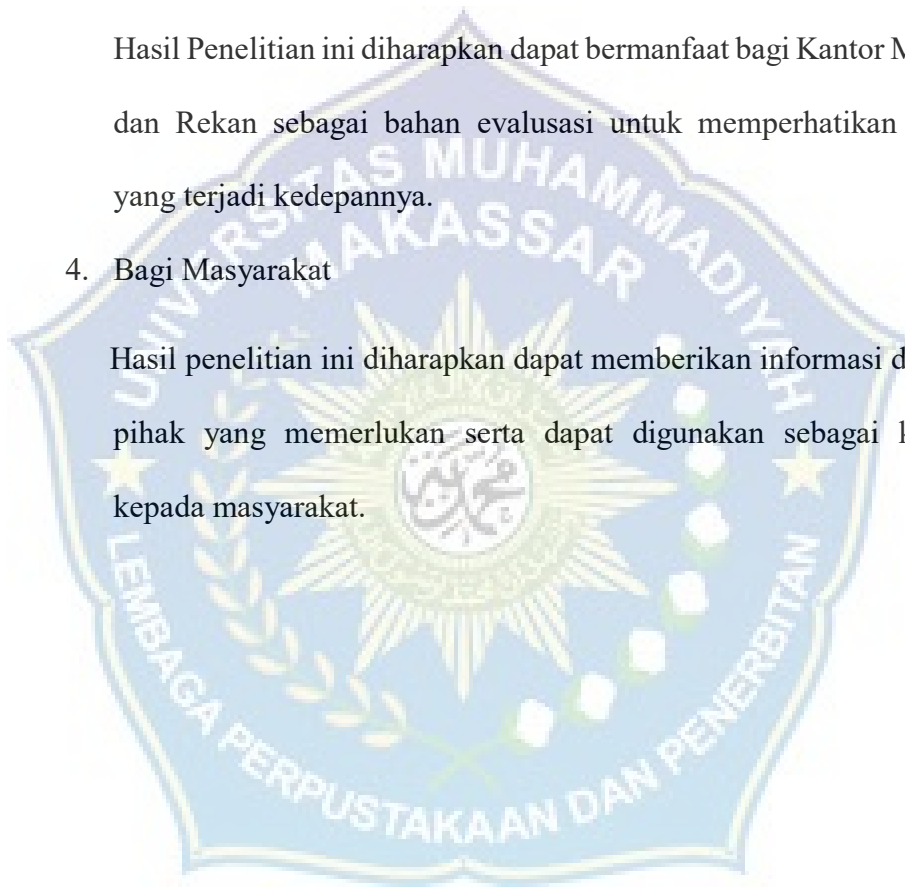 Hasil Penelitian ini diharapkan dapat bermanfaat bagi Kantor
dan Rekan sebagai bahan evalusasi untuk memperhatikan
yang terjadi kedepannya.
4. Bagi Masyarakat
Hasil penelitian ini diharapkan dapat memberikan informasi
pihak yang memerlukan serta dapat digunakan sebagai
kepada masyarakat.
UNIVERSITAS MUHAMMADIYAH
MAKASSAR
LEMBAGA PERPUSTAKAAN DAN PENERBITAN